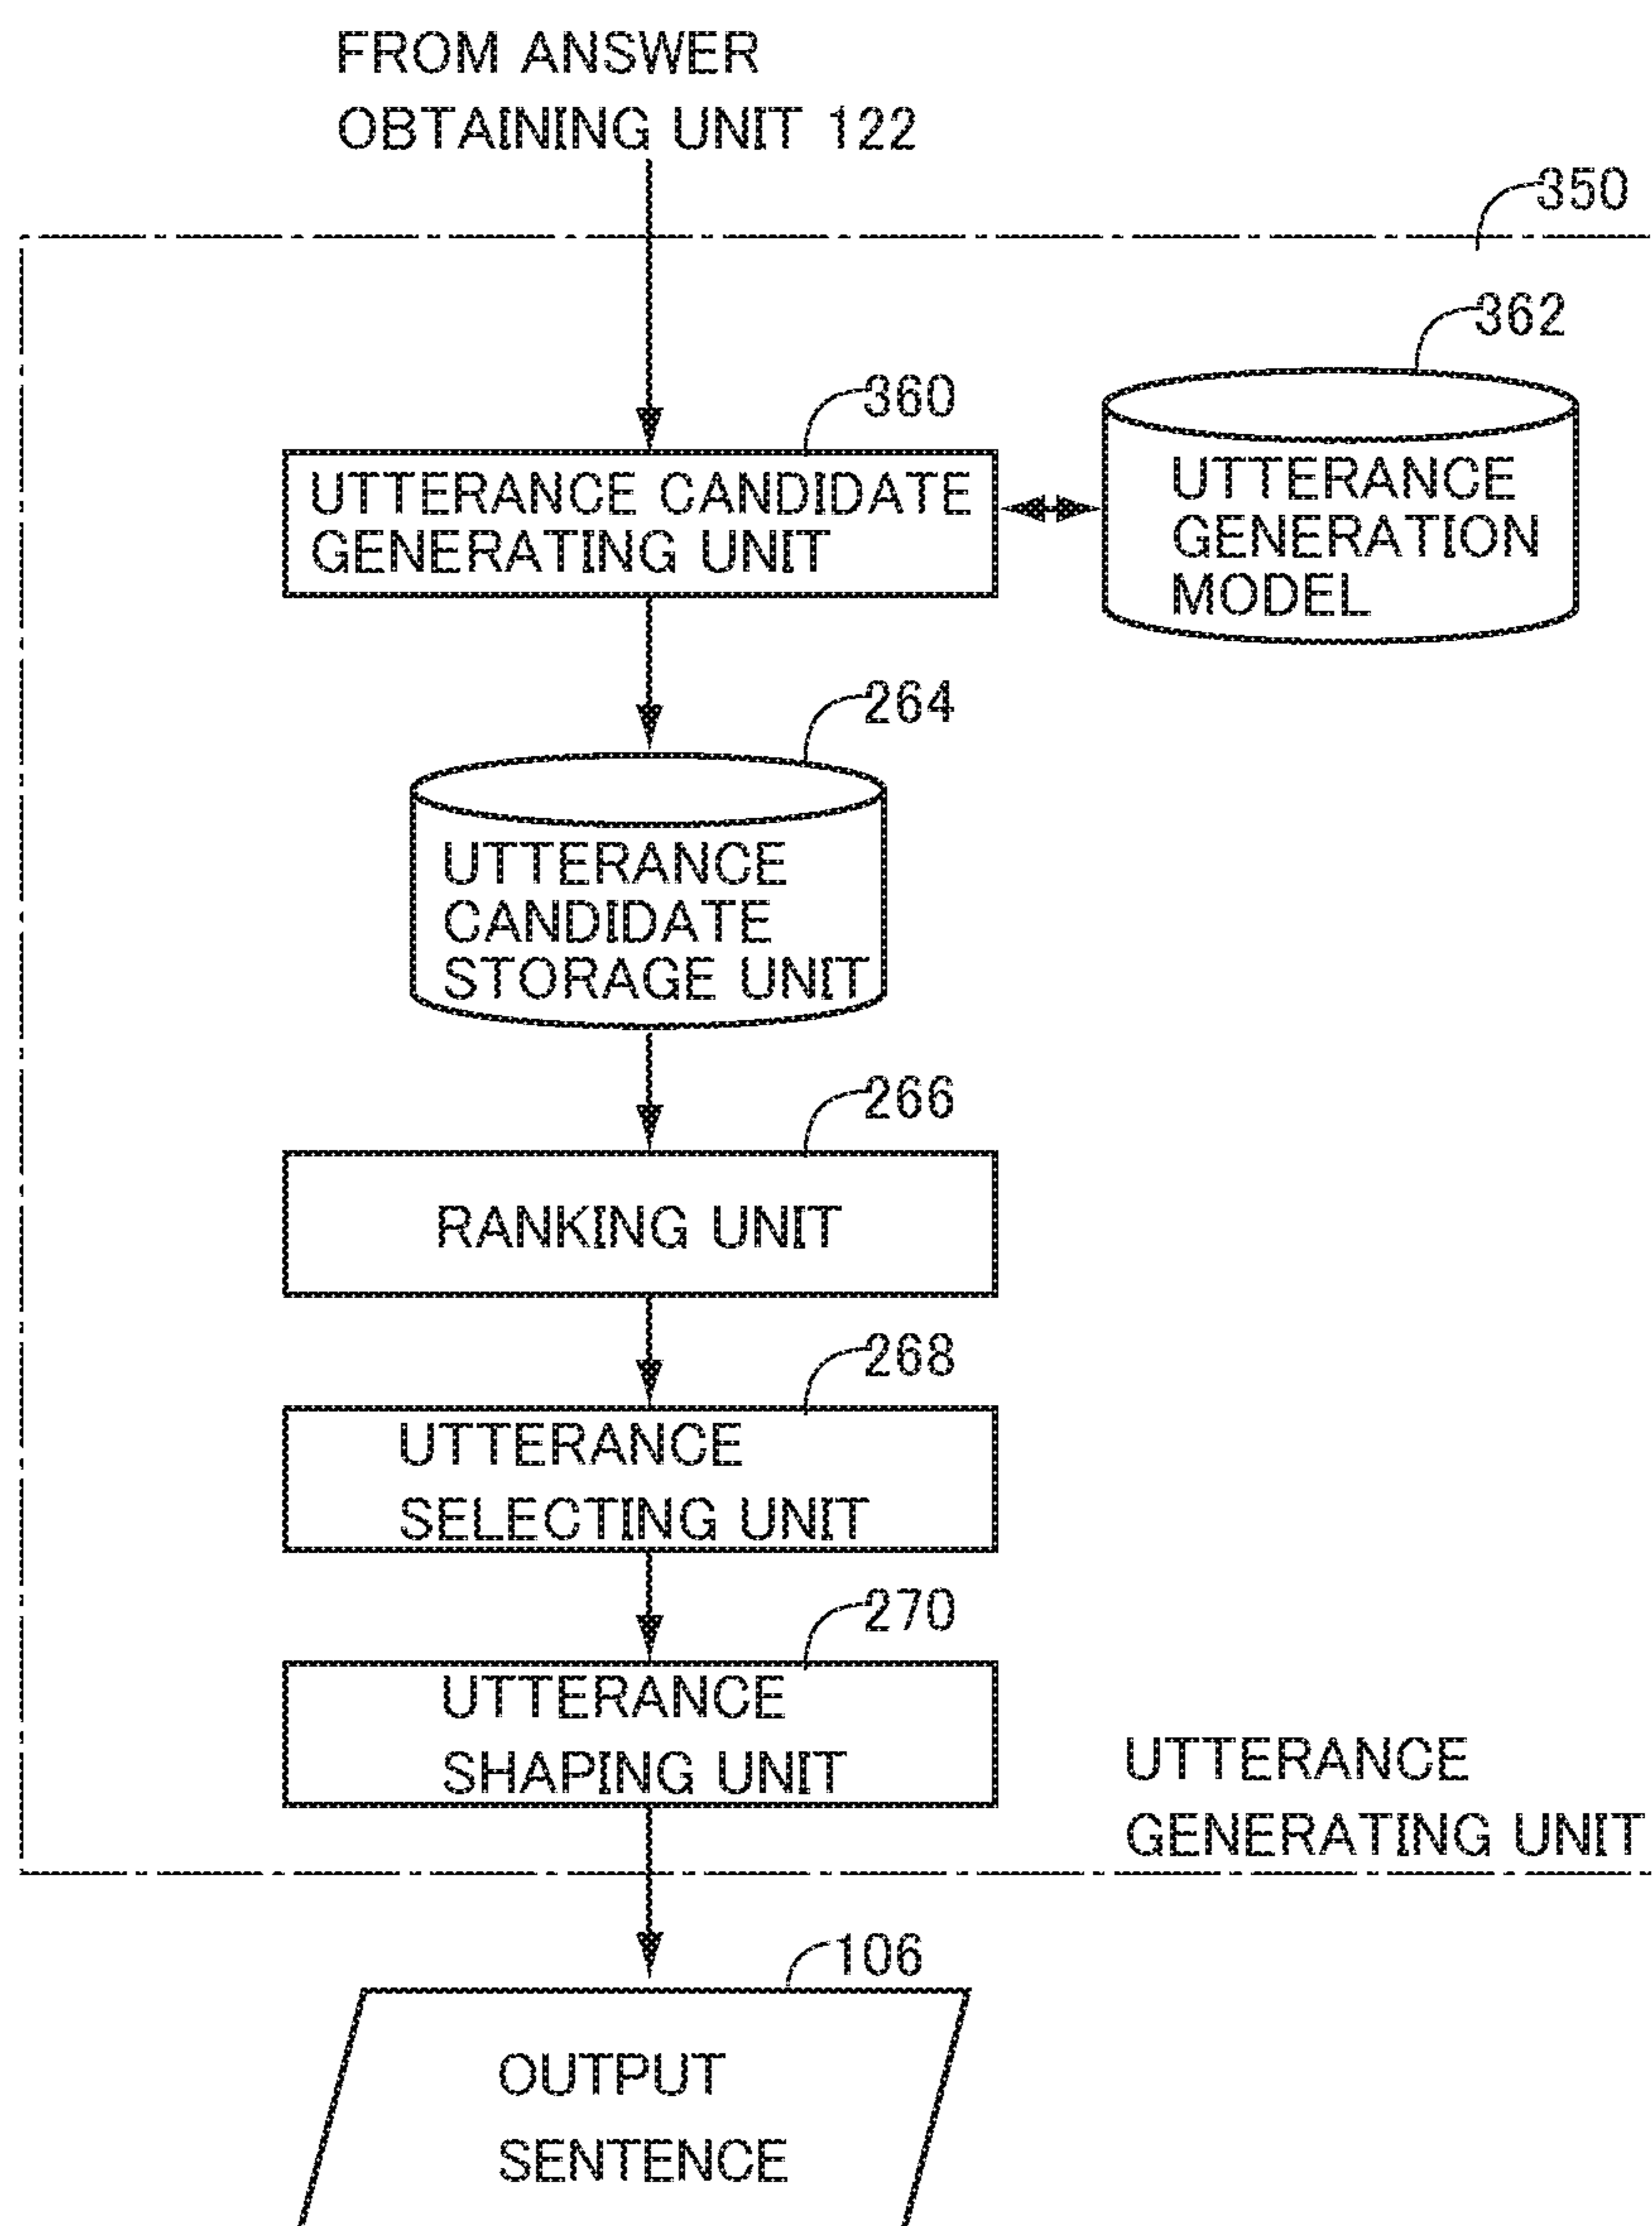 FROM ANSWER
OBTAINING UNIT 122
350
362
360
UTTERANCE CANDIDATE
GENERATING UNIT
UTTERANCE
GENERATION
MODEL
264
UTTERANCE
CANDIDATE
STORAGE UNIT
266
RANKING UNIT
268
UTTERANCE
SELECTING UNIT
270
UTTERANCE
SHAPING UNIT
UTTERANCE
GENERATING UNIT
106
OUTPUT
SENTENCE